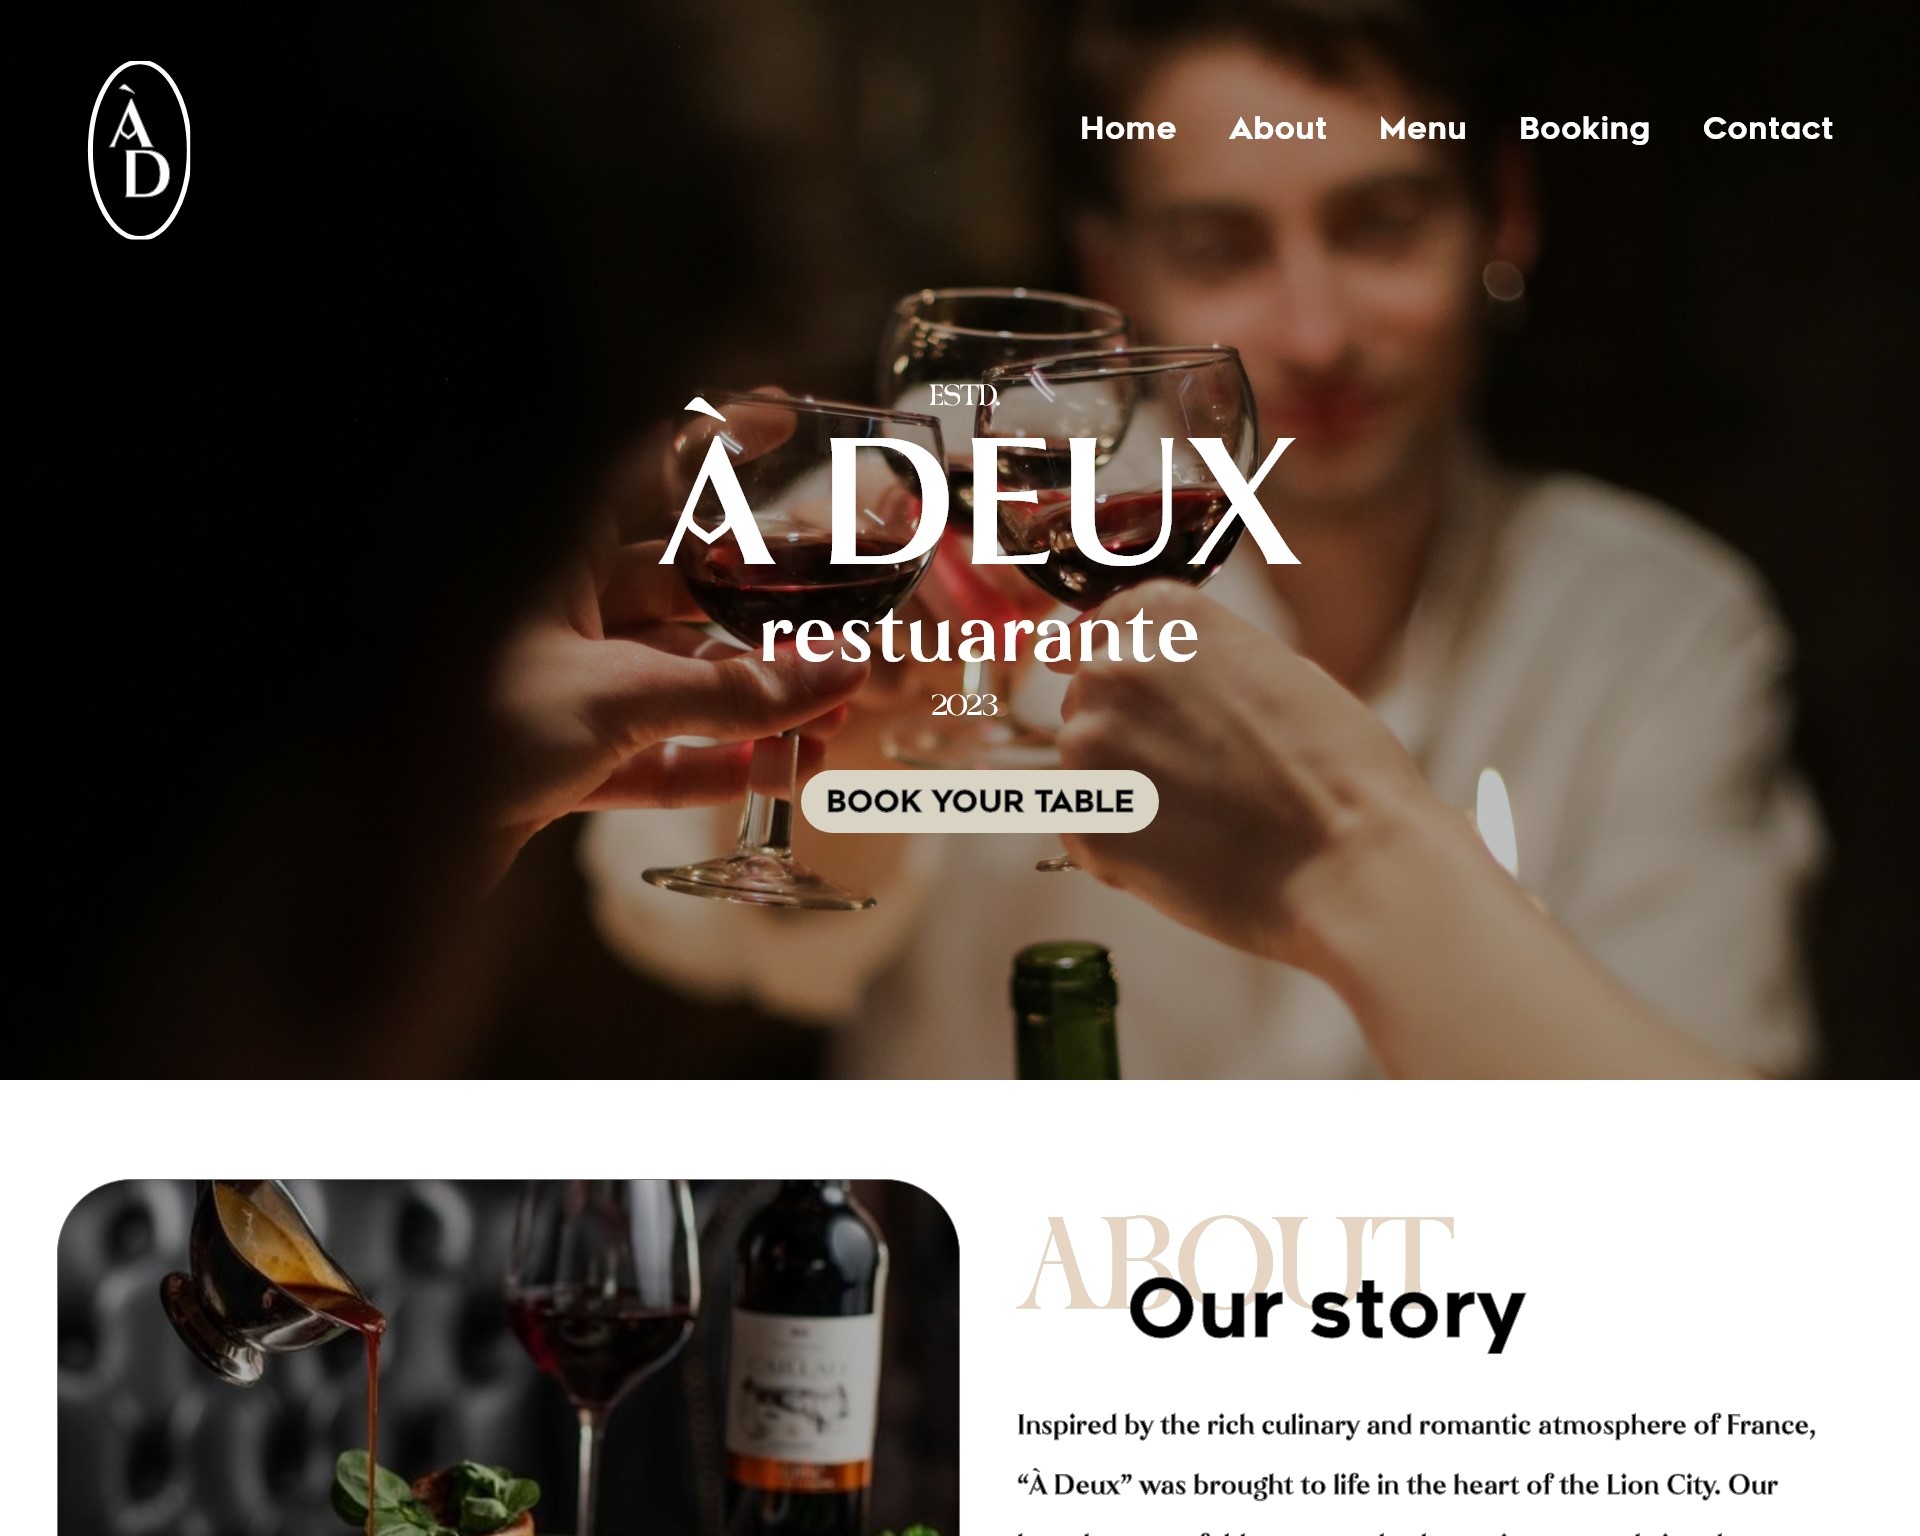 À
D
Home About Menu Booking Contact
ESTD.
À DEUX
restuarante
2023
BOOK YOUR TABLE
ABOUT
Our story
Inspired by the rich culinary and romantic atmosphere of France,
“À Deux” was brought to life in the heart of the Lion City. Our